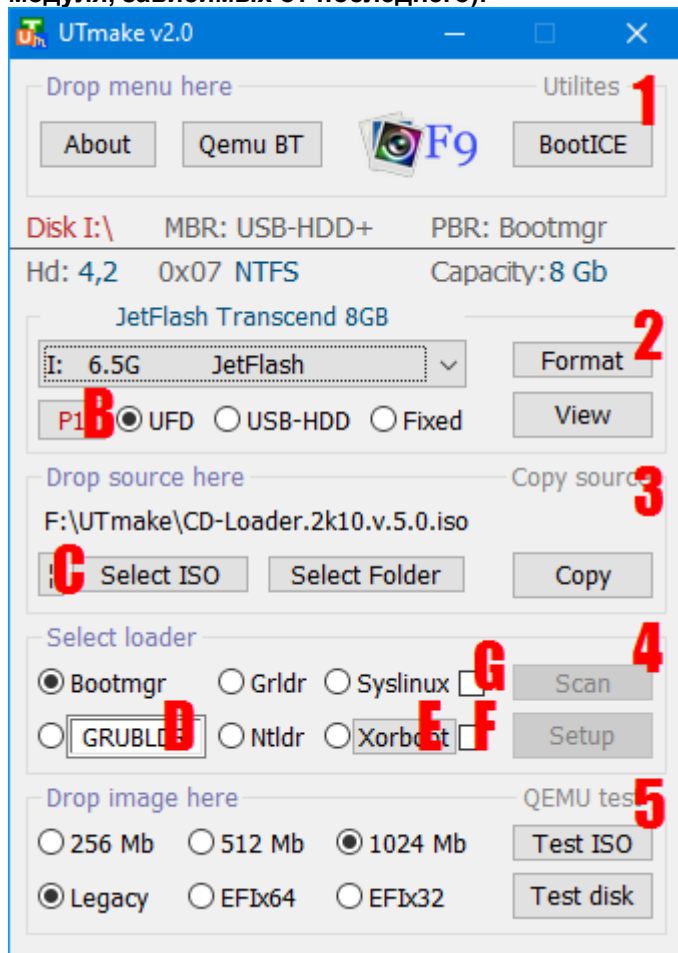 модуля, зависимых от последнего).
UTmake v2.0
Drop menu here Utilites 1
About Qemu BT F9 BootICE
Disk I:\ MBR: USB-HDD+ PBR: Bootmgr
Hd: 4,2 0x07 NTFS Capacity: 8 Gb
JetFlash Transcend 8GB 2
I: 6.5G JetFlash Format
P1 B UFD USB-HDD Fixed View
Drop source here Copy source 3
F:\UTmake\CD-Loader.2k10.v.5.0.iso
C Select ISO Select Folder Copy
Select loader 4
Bootmgr Grldr Syslinux G Scan
D Ntldr Xorboot E F Setup
Drop image here QEMU test 5
256 Mb 512 Mb 1024 Mb Test ISO
Legacy EFIx64 EFIx32 Test disk